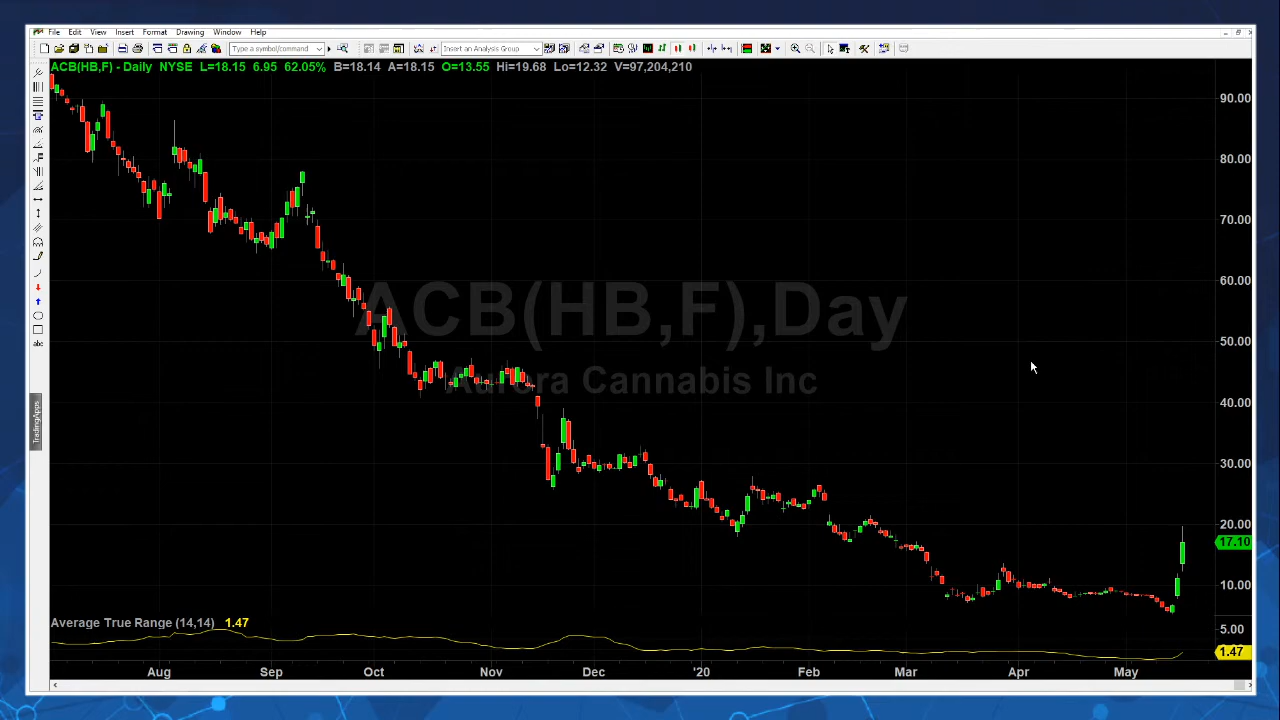 File Edit View Insert Format Drawing Window Help
Type a symbol/command Insert an Analysis Group
ACB(HB,F) - Daily NYSE L=18.15 6.95 62.05% B=18.14 A=18.15 O=13.55 Hi=19.68 Lo=12.32 V=97,204,210
90.00
80.00
70.00
60.00
ACB(HB,F),Day
50.00
Aurora Cannabis Inc
40.00
abc
TradingApps
30.00
20.00
17.10
10.00
Average True Range (14,14) 1.47
5.00
1.47
Aug Sep Oct Nov Dec '20 Feb Mar Apr May